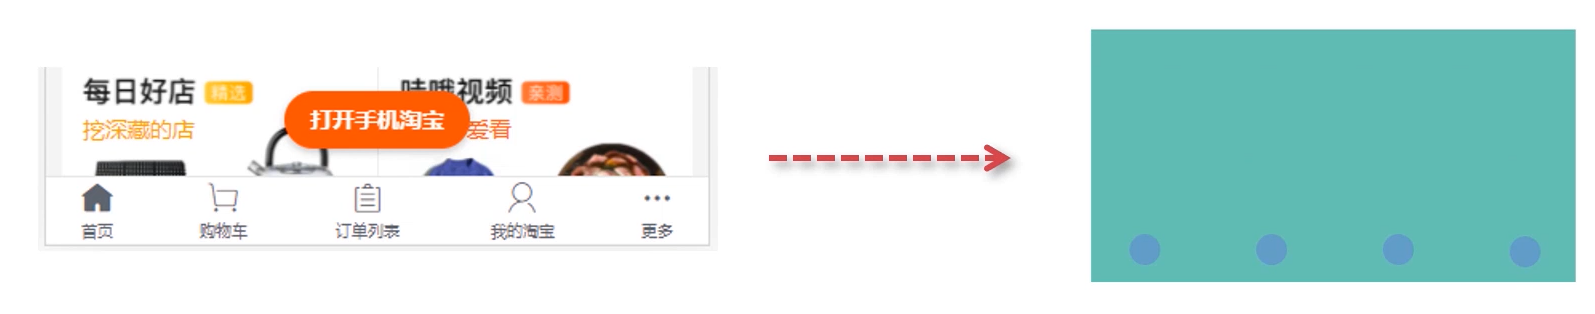 每日好店 精选
哇哦视频 亲测
挖深藏的店
打开手机淘宝
爱看
首页
购物车
订单列表
我的淘宝
更多